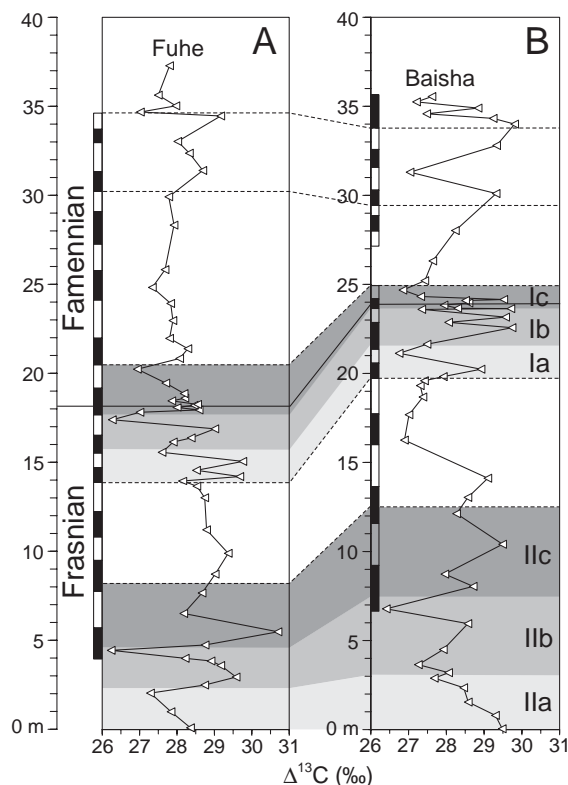 40 A 40 B
Fuhe Baisha
35 35
30 30
Famennian
25 25
Ic
Ib
20 20 Ia
15 15
Frasnian
10 10 IIc
5 5 IIb
IIa
0 m 0 m
26 27 28 29 30 31 26 27 28 29 30 31
Δ¹³C (‰)